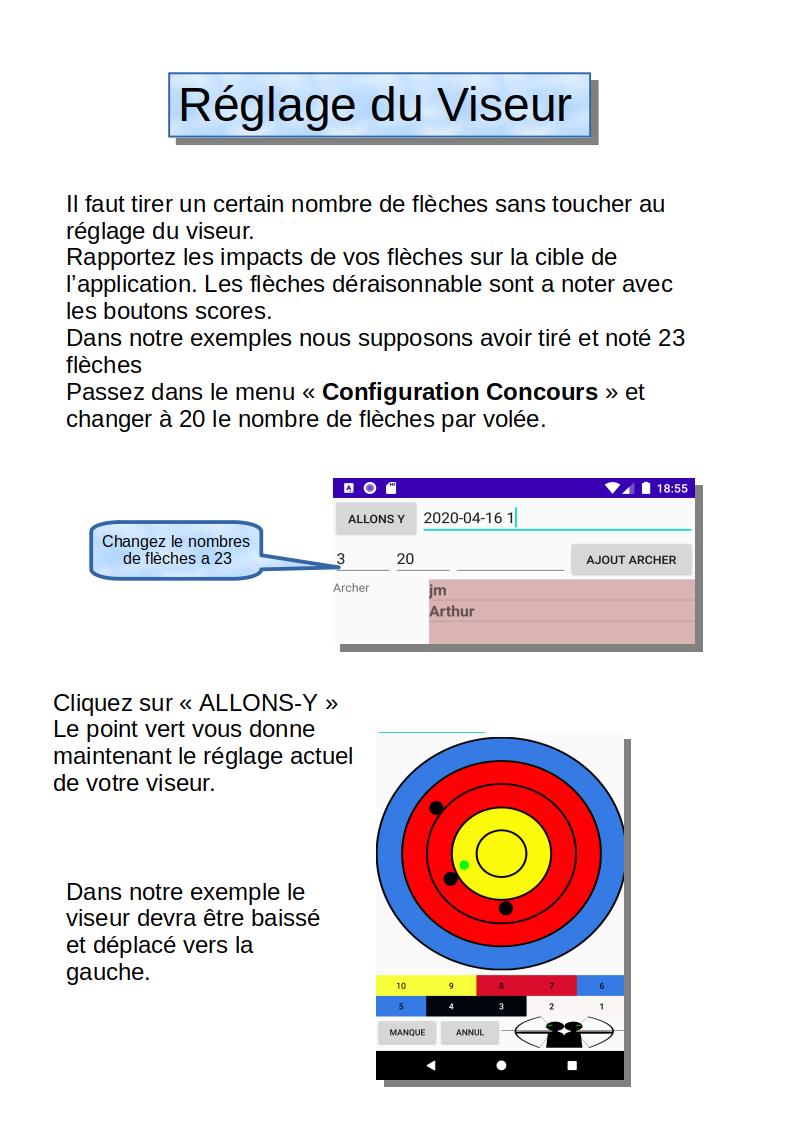 Réglage du Viseur
Il faut tirer un certain nombre de flèches sans toucher au
réglage du viseur.
Rapportez les impacts de vos flèches sur la cible de
l’application. Les flèches déraisonnable sont a noter avec
les boutons scores.
Dans notre exemples nous supposons avoir tiré et noté 23
flèches
Passez dans le menu « Configuration Concours » et
changer à 20 le nombre de flèches par volée.
A 18:55
ALLONS Y 2020-04-16 1
Changez le nombres
de flèches a 23
3 20 AJOUT ARCHER
Archer jm
Arthur
Cliquez sur « ALLONS-Y »
Le point vert vous donne
maintenant le réglage actuel
de votre viseur.
Dans notre exemple le
viseur devra être baissé
et déplacé vers la
gauche.
10 9 8 7 6
5 4 3 2 1
MANQUE ANNUL